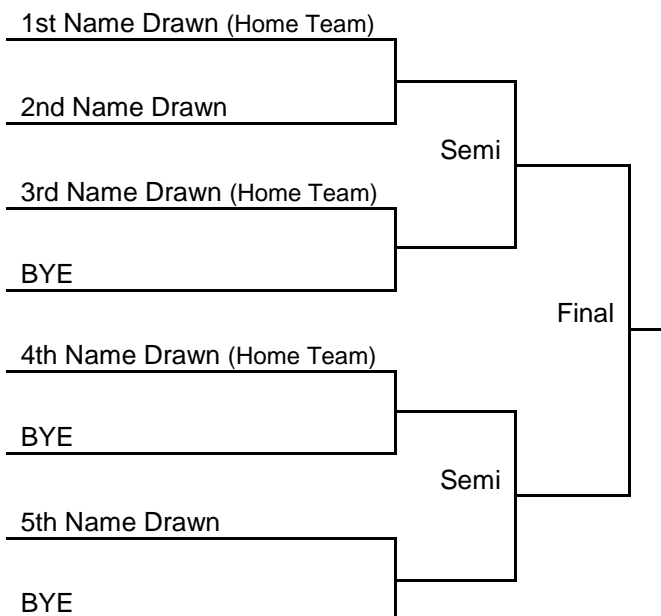 1st Name Drawn (Home Team)
2nd Name Drawn
Semi
3rd Name Drawn (Home Team)
BYE
Final
4th Name Drawn (Home Team)
BYE
Semi
5th Name Drawn
BYE